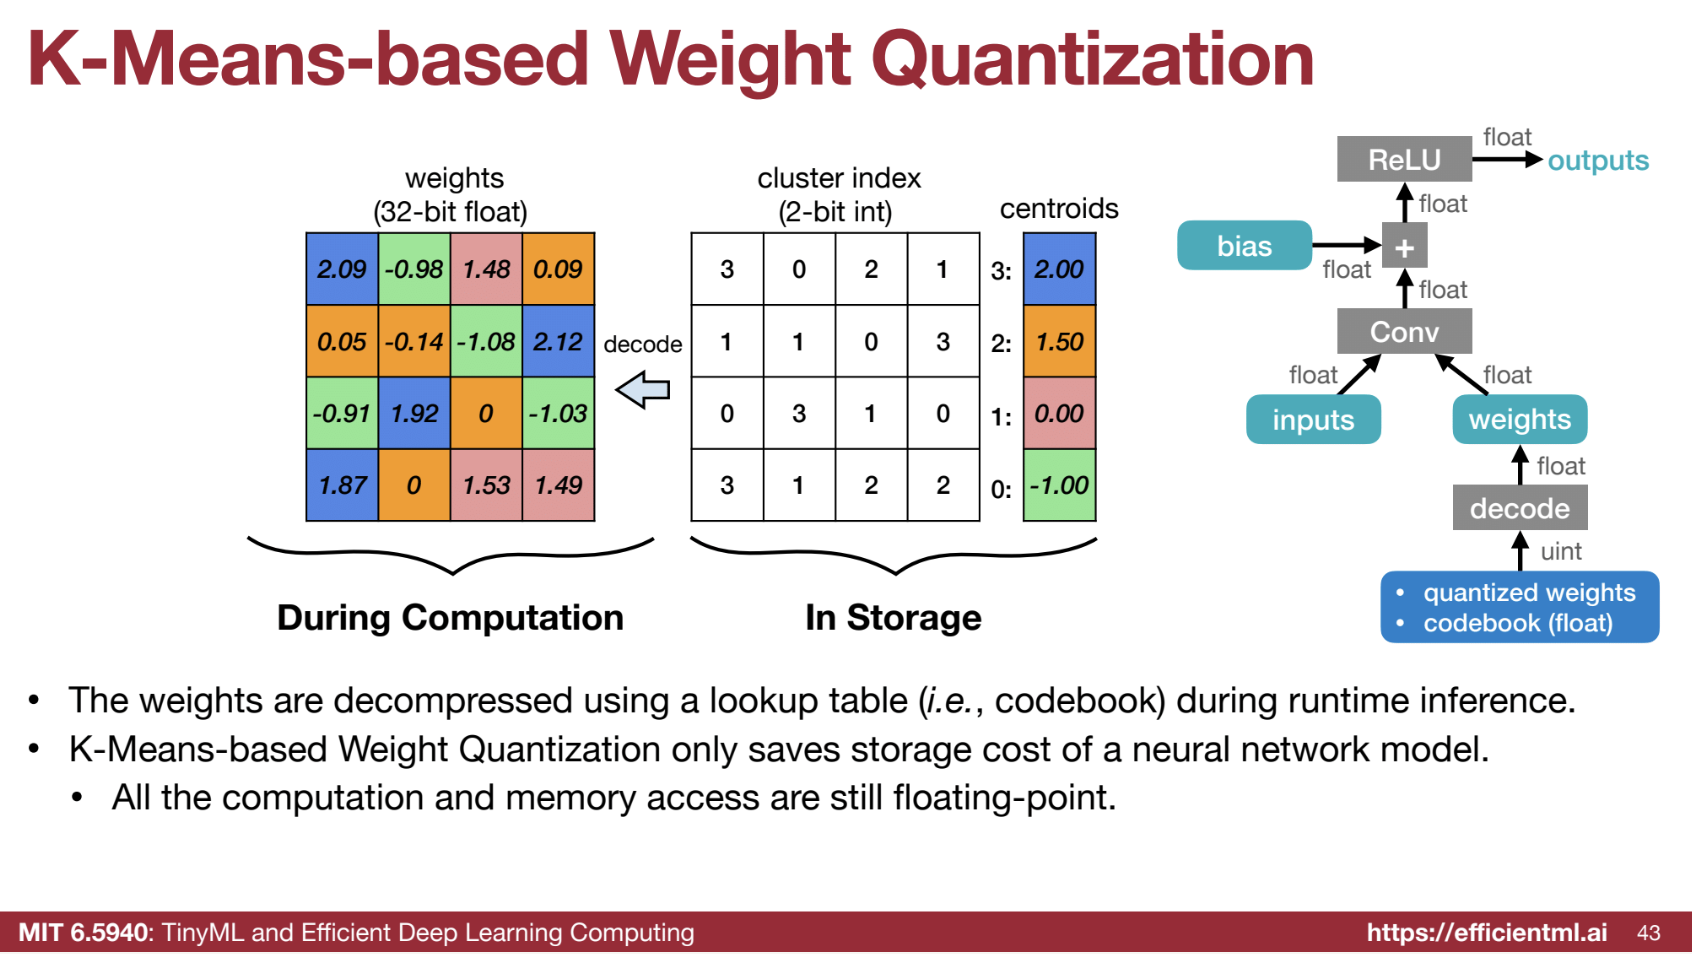 K-Means-based Weight Quantization
weights
(32-bit float)
2.09 -0.98 1.48 0.09
0.05 -0.14 -1.08 2.12
-0.91 1.92 0 -1.03
1.87 0 1.53 1.49
During Computation
decode
cluster index
(2-bit int)
3 0 2 1
1 1 0 3
0 3 1 0
3 1 2 2
centroids
3: 2.00
2: 1.50
1: 0.00
0: -1.00
In Storage
float
ReLU
outputs
float
bias
+
float
float
Conv
float
float
inputs
weights
float
decode
uint
• quantized weights
• codebook (float)
• The weights are decompressed using a lookup table (i.e., codebook) during runtime inference.
• K-Means-based Weight Quantization only saves storage cost of a neural network model.
• All the computation and memory access are still floating-point.
MIT 6.5940: TinyML and Efficient Deep Learning Computing
https://efficientml.ai
43